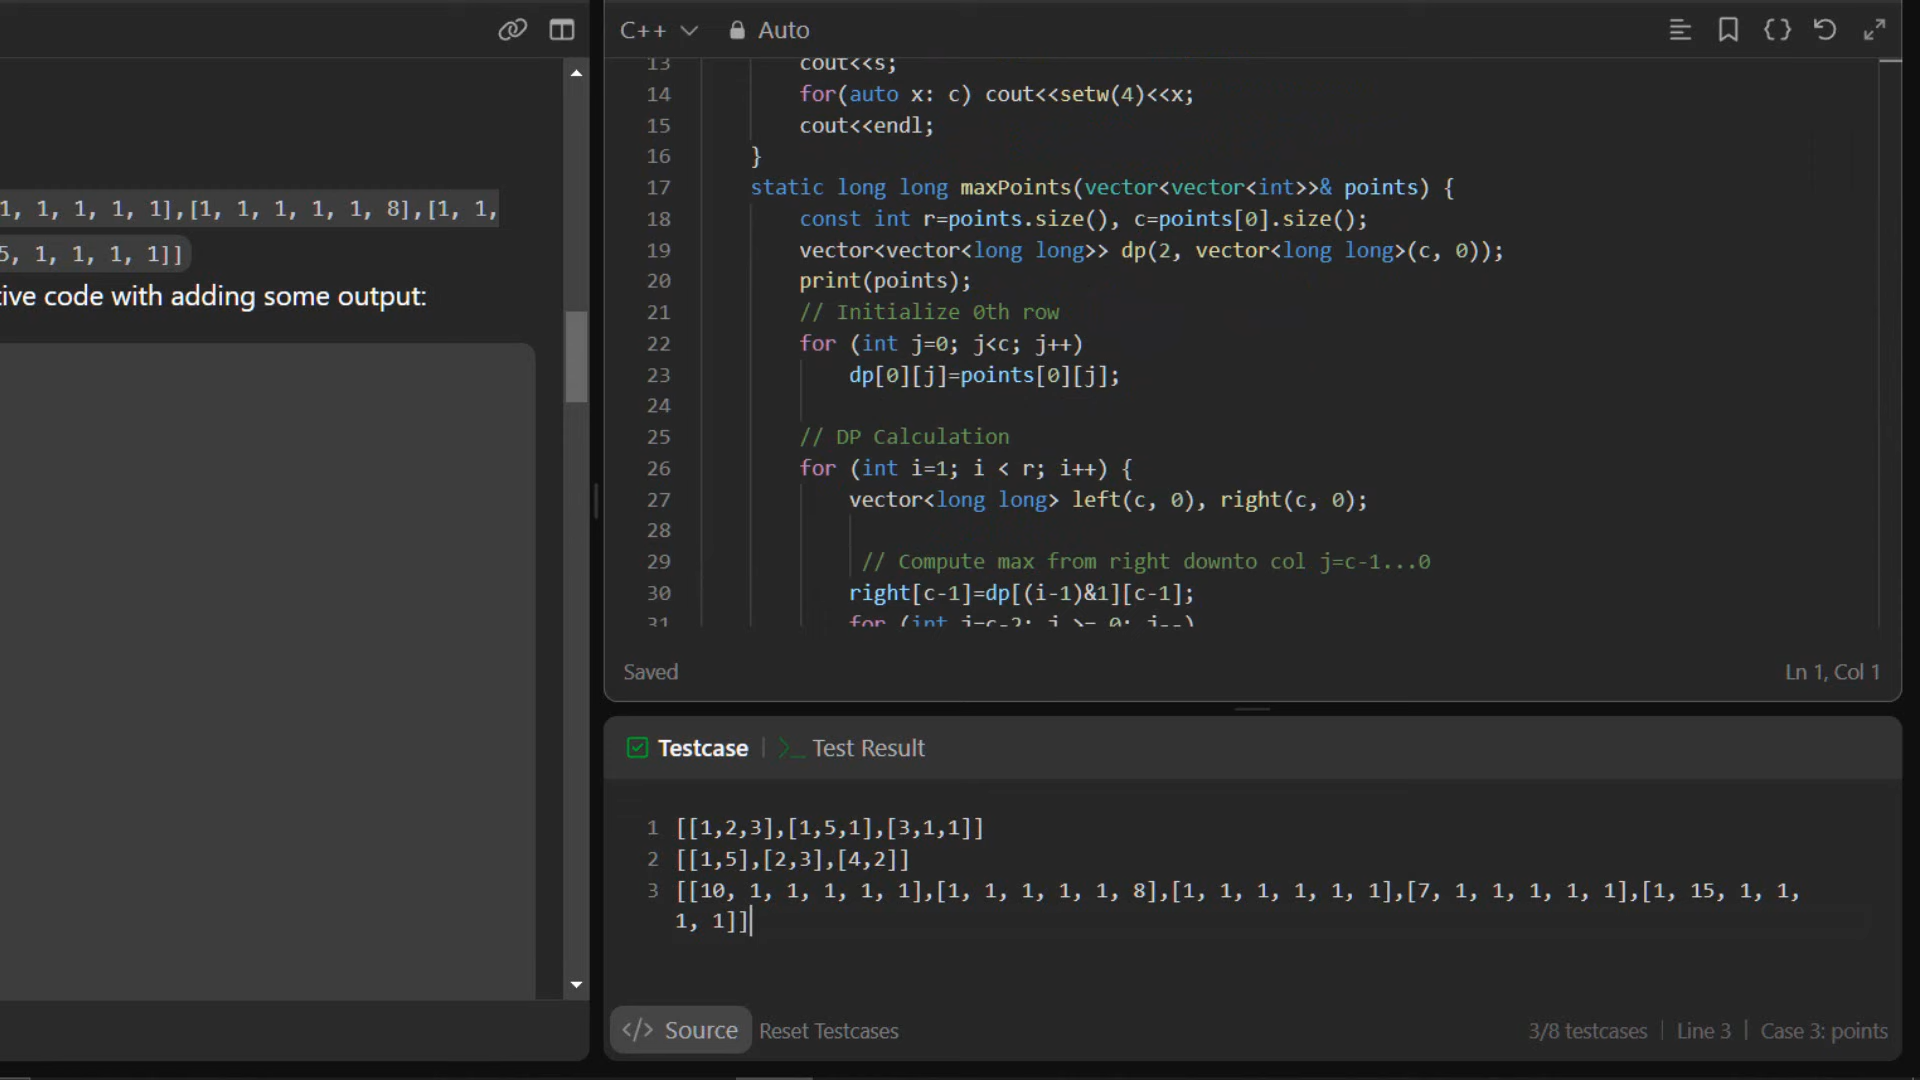 1, 1, 1, 1, 1],[1, 1, 1, 1, 1, 8],[1, 1,
5, 1, 1, 1, 1]]
tive code with adding some output:
C++ Auto
13 cout<<s;
14 for(auto x: c) cout<<setw(4)<<x;
15 cout<<endl;
16 }
17 static long long maxPoints(vector<vector<int>>& points) {
18 const int r=points.size(), c=points[0].size();
19 vector<vector<long long>> dp(2, vector<long long>(c, 0));
20 print(points);
21 // Initialize 0th row
22 for (int j=0; j<c; j++)
23 dp[0][j]=points[0][j];
24
25 // DP Calculation
26 for (int i=1; i < r; i++) {
27 vector<long long> left(c, 0), right(c, 0);
28
29 // Compute max from right downto col j=c-1...0
30 right[c-1]=dp[(i-1)&1][c-1];
31 for (int j=c-2; j >= 0; j--)
Saved Ln 1, Col 1
Testcase | >_ Test Result
1 [[1,2,3],[1,5,1],[3,1,1]]
2 [[1,5],[2,3],[4,2]]
3 [[10, 1, 1, 1, 1, 1],[1, 1, 1, 1, 1, 8],[1, 1, 1, 1, 1, 1],[7, 1, 1, 1, 1, 1],[1, 15, 1, 1,
1, 1]]
</> Source Reset Testcases 3/8 testcases | Line 3 | Case 3: points